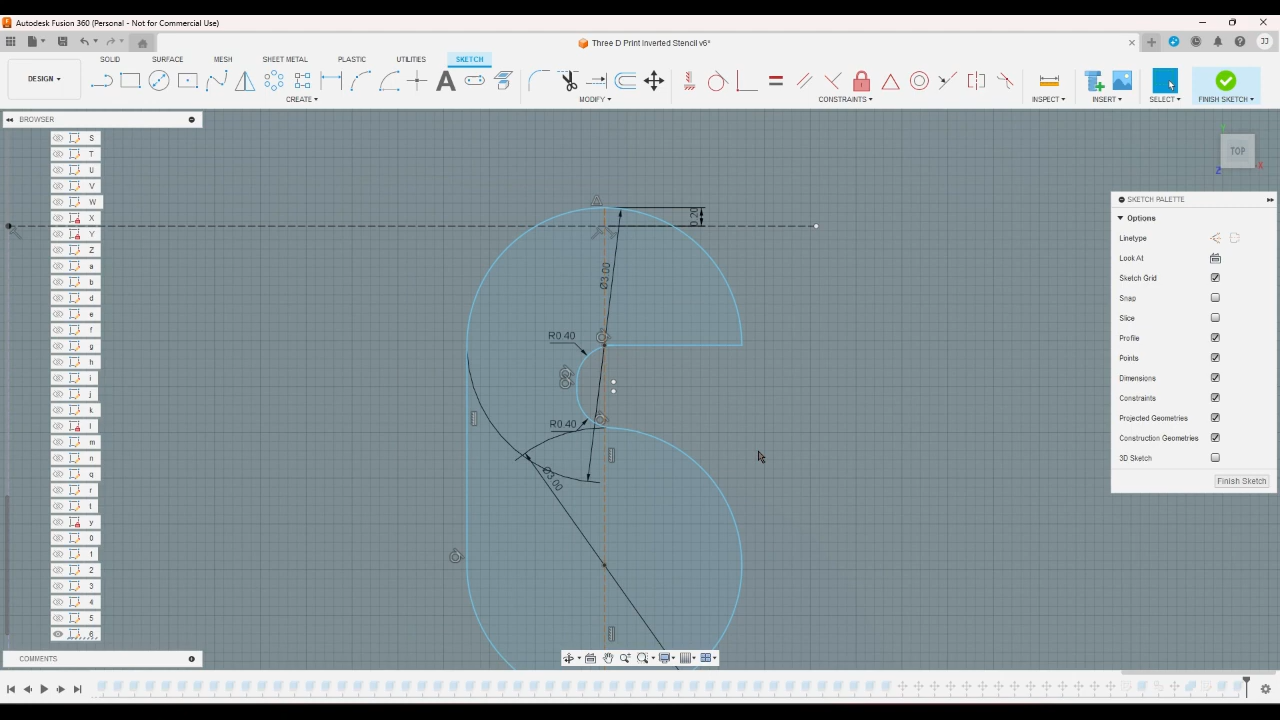 Autodesk Fusion 360 (Personal - Not for Commercial Use)
Three D Print Inverted Stencil v6*
JJ
SOLID SURFACE MESH SHEET METAL PLASTIC UTILITIES SKETCH
DESIGN
CREATE MODIFY CONSTRAINTS INSPECT INSERT SELECT FINISH SKETCH
BROWSER
S
T
U
V
W
X
Y
Z
a
b
d
e
f
g
h
i
j
k
l
m
n
q
r
t
y
0
1
2
3
4
5
6
0.20
Ø3.00
R0.40
R0.40
Ø3.00
Y
TOP
X
Z
SKETCH PALETTE
Options
Linetype
Look At
Sketch Grid
Snap
Slice
Profile
Points
Dimensions
Constraints
Projected Geometries
Construction Geometries
3D Sketch
Finish Sketch
COMMENTS